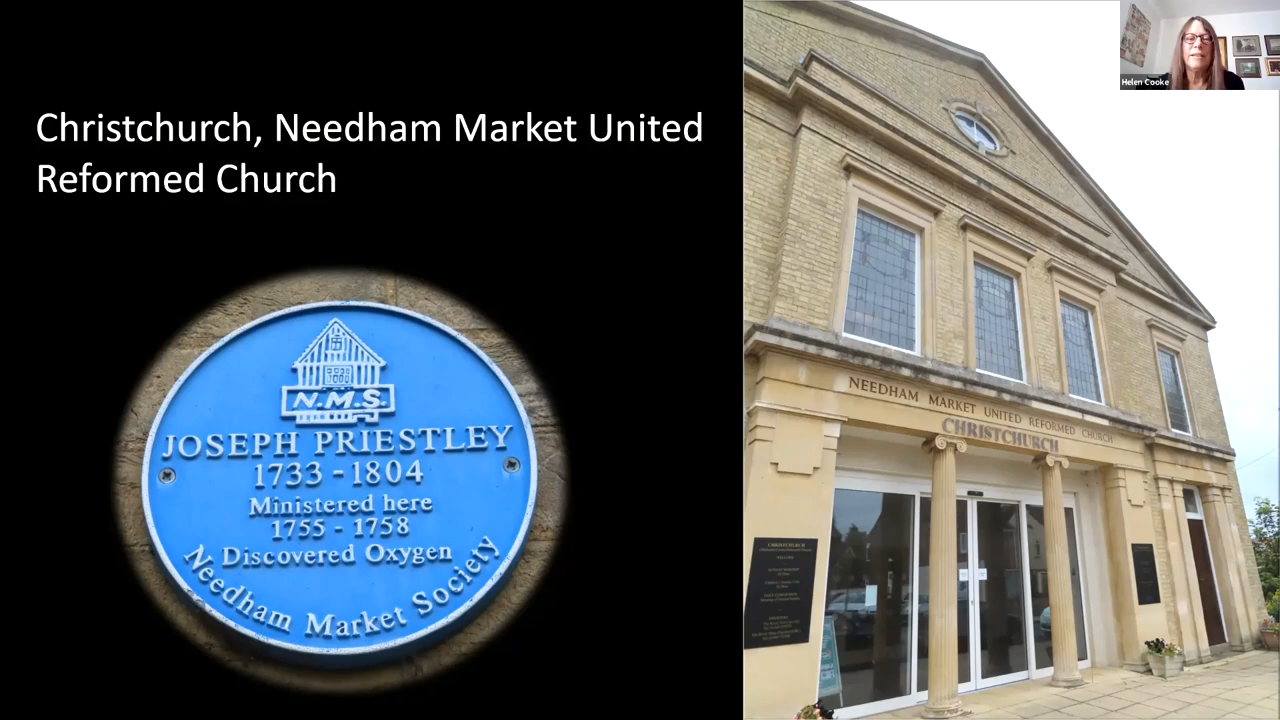 Christchurch, Needham Market United
Reformed Church
N.M.S.
JOSEPH PRIESTLEY
1733 - 1804
Ministered here
1755 - 1758
Discovered Oxygen
Needham Market Society
NEEDHAM MARKET UNITED REFORMED CHURCH
CHRISTCHURCH
CHRISTCHURCH
Helen Cooke